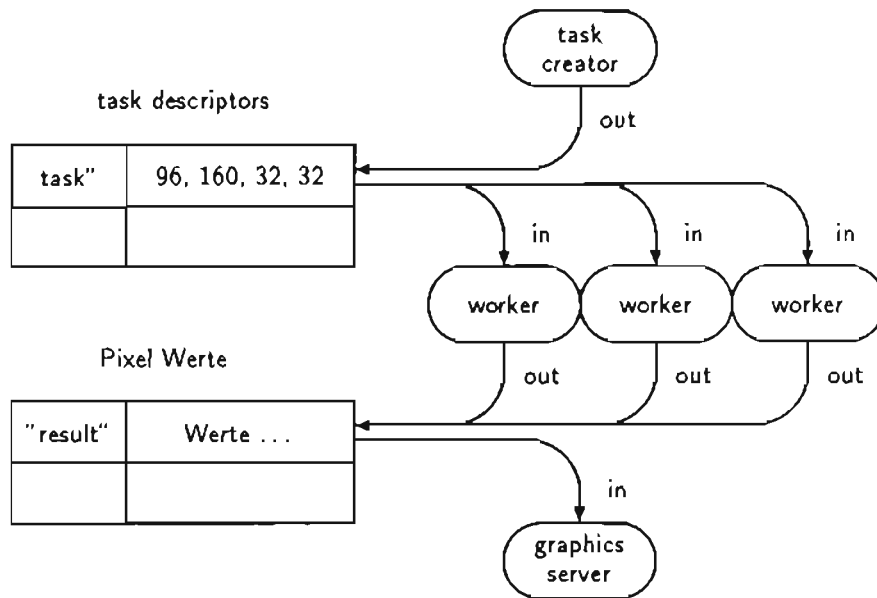 task
creator
task descriptors
out
task" 96, 160, 32, 32
in in in
worker worker worker
Pixel Werte
out out out
"result" Werte ...
in
graphics
server